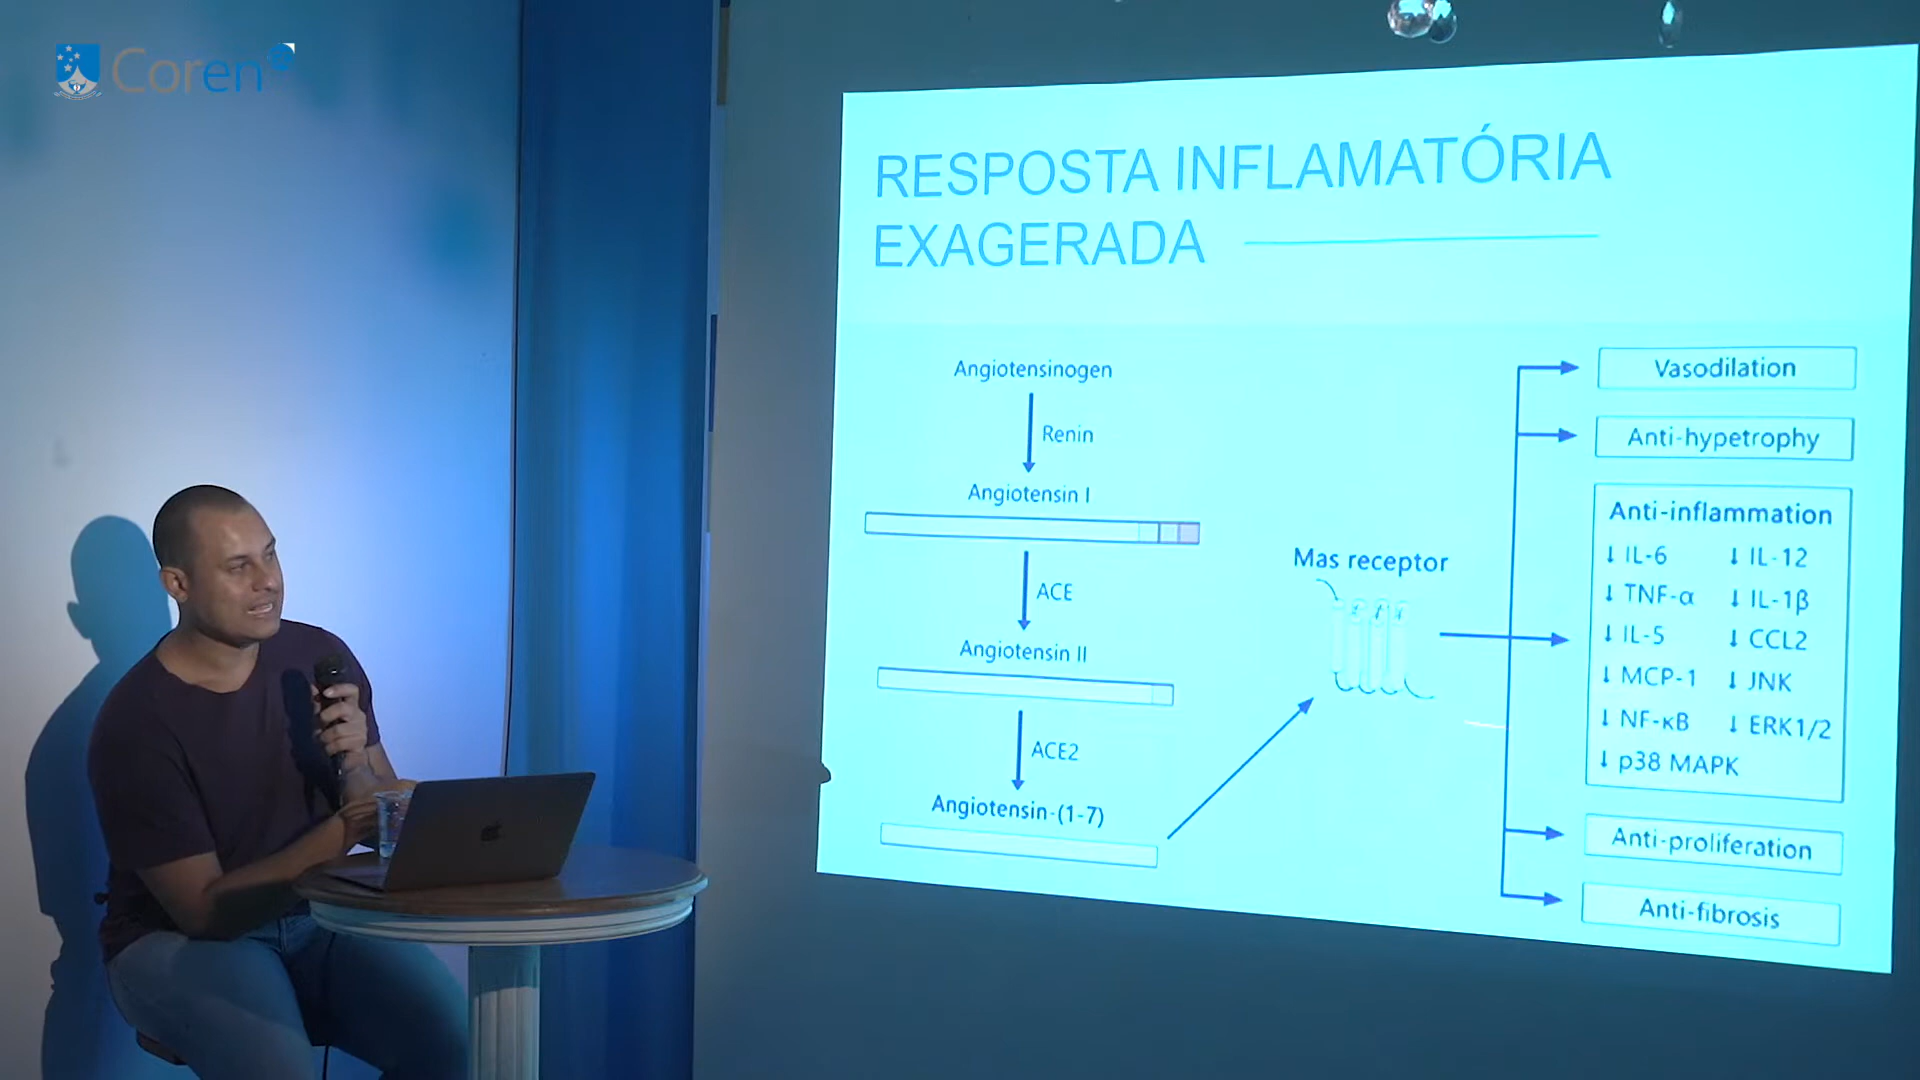 Coren
RESPOSTA INFLAMATÓRIA
EXAGERADA
Angiotensinogen
Renin
Angiotensin I
ACE
Angiotensin II
ACE2
Angiotensin-(1-7)
Mas receptor
Vasodilation
Anti-hypetrophy
Anti-inflammation
↓ IL-6 ↓ IL-12
↓ TNF-α ↓ IL-1β
↓ IL-5 ↓ CCL2
↓ MCP-1 ↓ JNK
↓ NF-κB ↓ ERK1/2
↓ p38 MAPK
Anti-proliferation
Anti-fibrosis